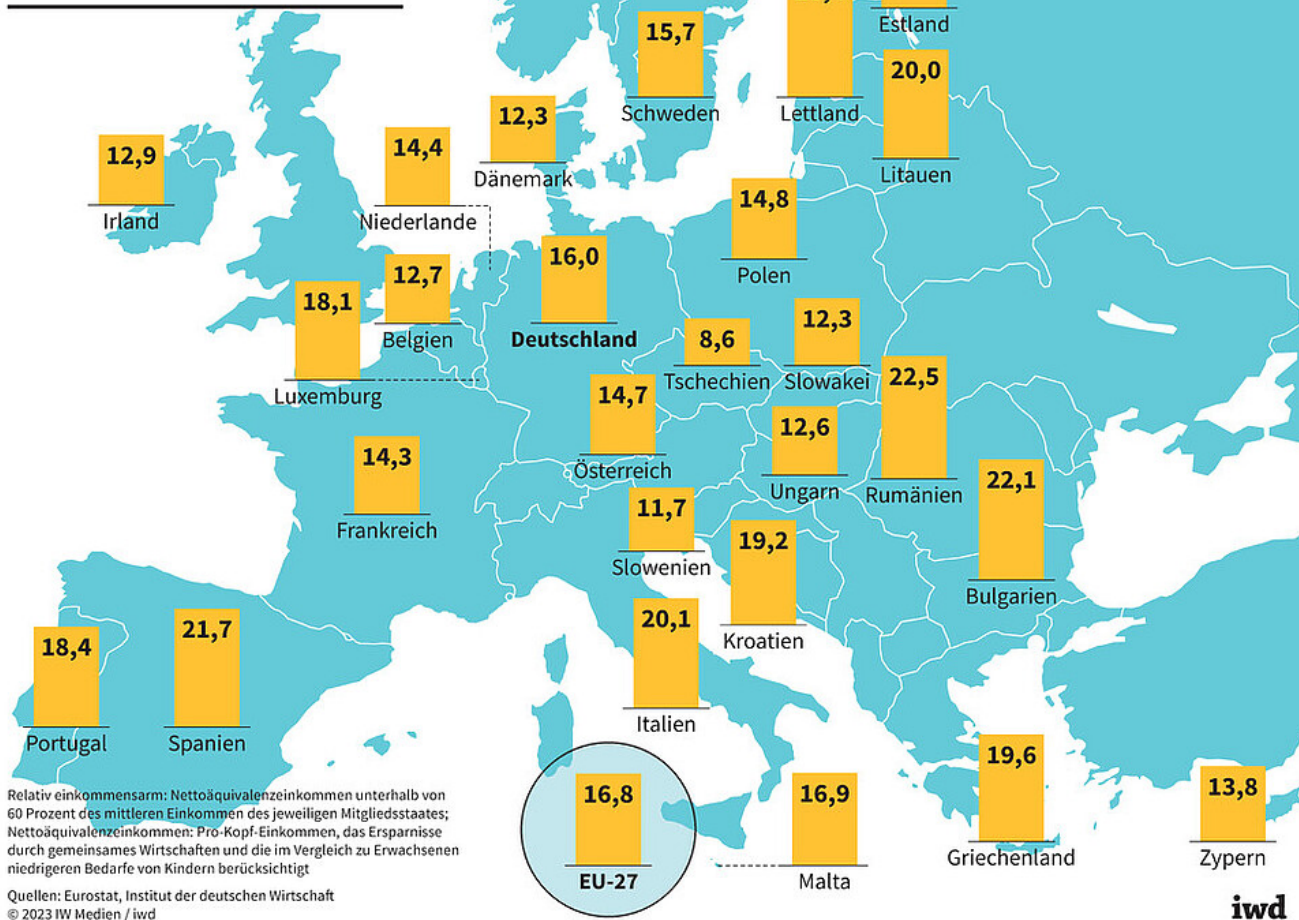 Estland
15,7
Schweden
Lettland
20,0
Litauen
12,3
Dänemark
12,9
Irland
14,4
Niederlande
14,8
Polen
16,0
Deutschland
12,7
Belgien
18,1
Luxemburg
8,6
Tschechien
12,3
Slowakei
22,5
Rumänien
14,7
Österreich
12,6
Ungarn
14,3
Frankreich
11,7
Slowenien
19,2
Kroatien
22,1
Bulgarien
18,4
Portugal
21,7
Spanien
20,1
Italien
16,8
EU-27
16,9
Malta
19,6
Griechenland
13,8
Zypern
Relativ einkommensarm: Nettoäquivalenzeinkommen unterhalb von
60 Prozent des mittleren Einkommen des jeweiligen Mitgliedsstaates;
Nettoäquivalenzeinkommen: Pro-Kopf-Einkommen, das Ersparnisse
durch gemeinsames Wirtschaften und die im Vergleich zu Erwachsenen
niedrigeren Bedarfe von Kindern berücksichtigt
Quellen: Eurostat, Institut der deutschen Wirtschaft
© 2023 IW Medien / iwd
iwd